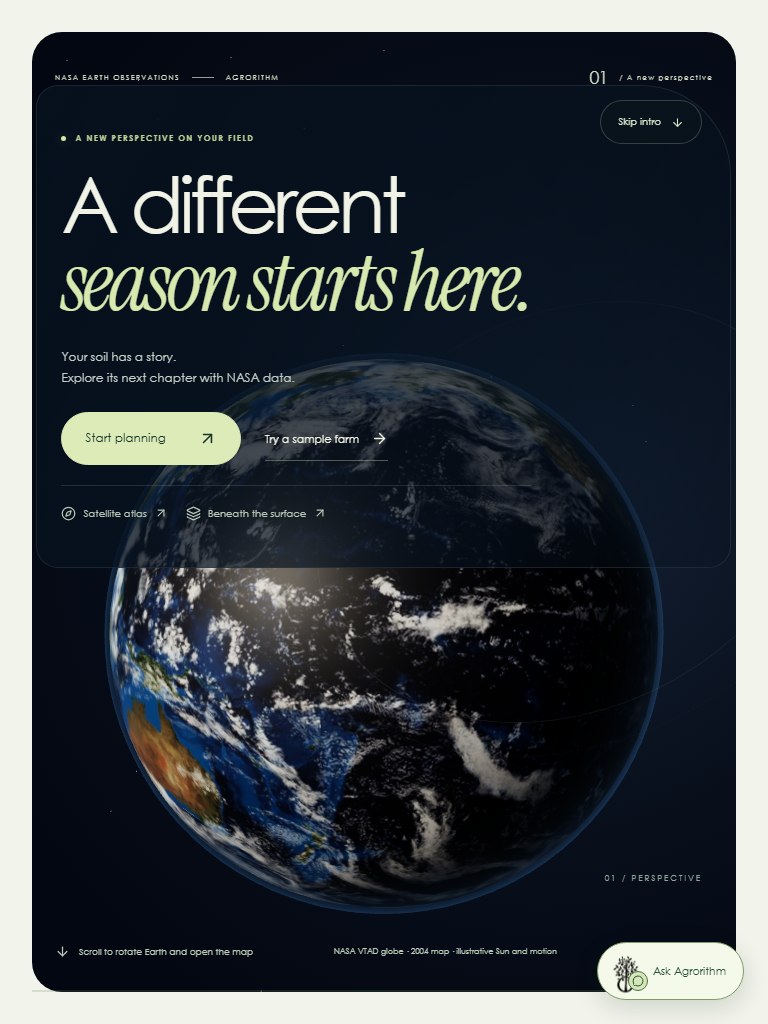 NASA EARTH OBSERVATIONS — AGRORITHM
01 / A new perspective
Skip intro ↓
A NEW PERSPECTIVE ON YOUR FIELD
A different
season starts here.
Your soil has a story.
Explore its next chapter with NASA data.
Start planning
Try a sample farm →
Satellite atlas
Beneath the surface
01 / PERSPECTIVE
↓ Scroll to rotate Earth and open the map
NASA VTAD globe · 2004 map · illustrative Sun and motion
Ask Agrorithm